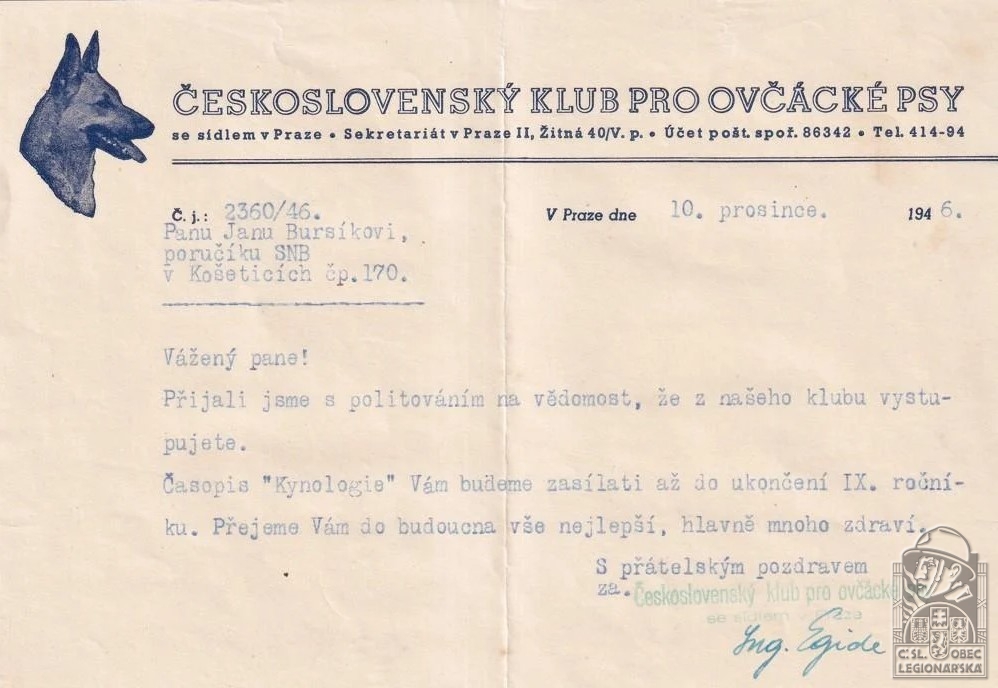 ČESKOSLOVENSKÝ KLUB PRO OVČÁCKÉ PSY
se sídlem v Praze • Sekretariát v Praze II, Žitná 40/V. p. • Účet pošt. spoř. 86342 • Tel. 414-94
Č. j.: 2360/46.
V Praze dne 10. prosince. 1946.
Panu Janu Bursíkovi,
poručíku SNB
v Košeticích čp.170.
Vážený pane!
Přijali jsme s politováním na vědomost, že z našeho klubu vystu-
pujete.
Časopis "Kynologie" Vám budeme zasílati až do ukončení IX. roční-
ku. Přejeme Vám do budoucna vše nejlepší, hlavně mnoho zdraví.
S přátelským pozdravem
za.
Československý klub pro ovčácké
se sídlem v Praze
Ing. Egide
Č:SL. OBEC
LEGIONÁŘSKÁ